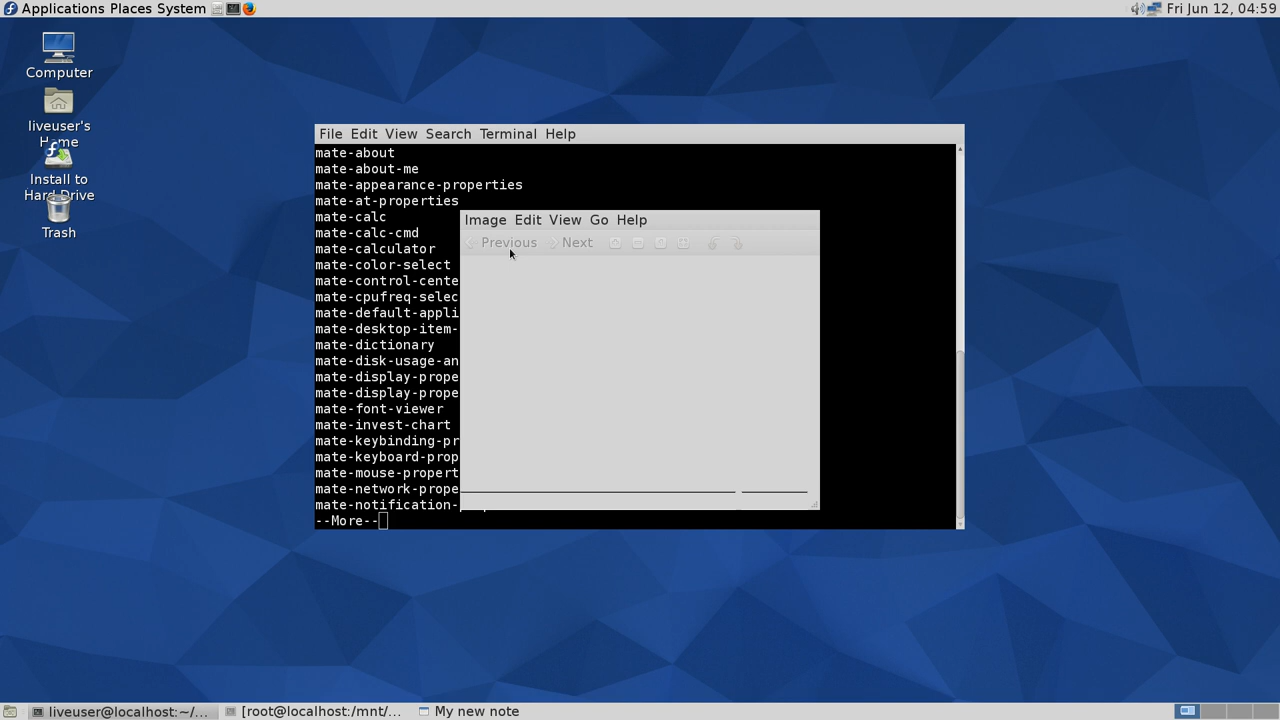 Applications Places System
Fri Jun 12, 04:59
Computer
liveuser's
Home
Install to
Hard Drive
Trash
File Edit View Search Terminal Help
mate-about
mate-about-me
mate-appearance-properties
mate-at-properties
mate-calc
mate-calc-cmd
mate-calculator
mate-color-select
mate-control-cente
mate-cpufreq-selec
mate-default-appli
mate-desktop-item-
mate-dictionary
mate-disk-usage-an
mate-display-prope
mate-display-prope
mate-font-viewer
mate-invest-chart
mate-keybinding-pr
mate-keyboard-prop
mate-mouse-propert
mate-network-prope
mate-notification-
--More--
Image Edit View Go Help
Previous Next
liveuser@localhost:~/...
[root@localhost:/mnt/...
My new note